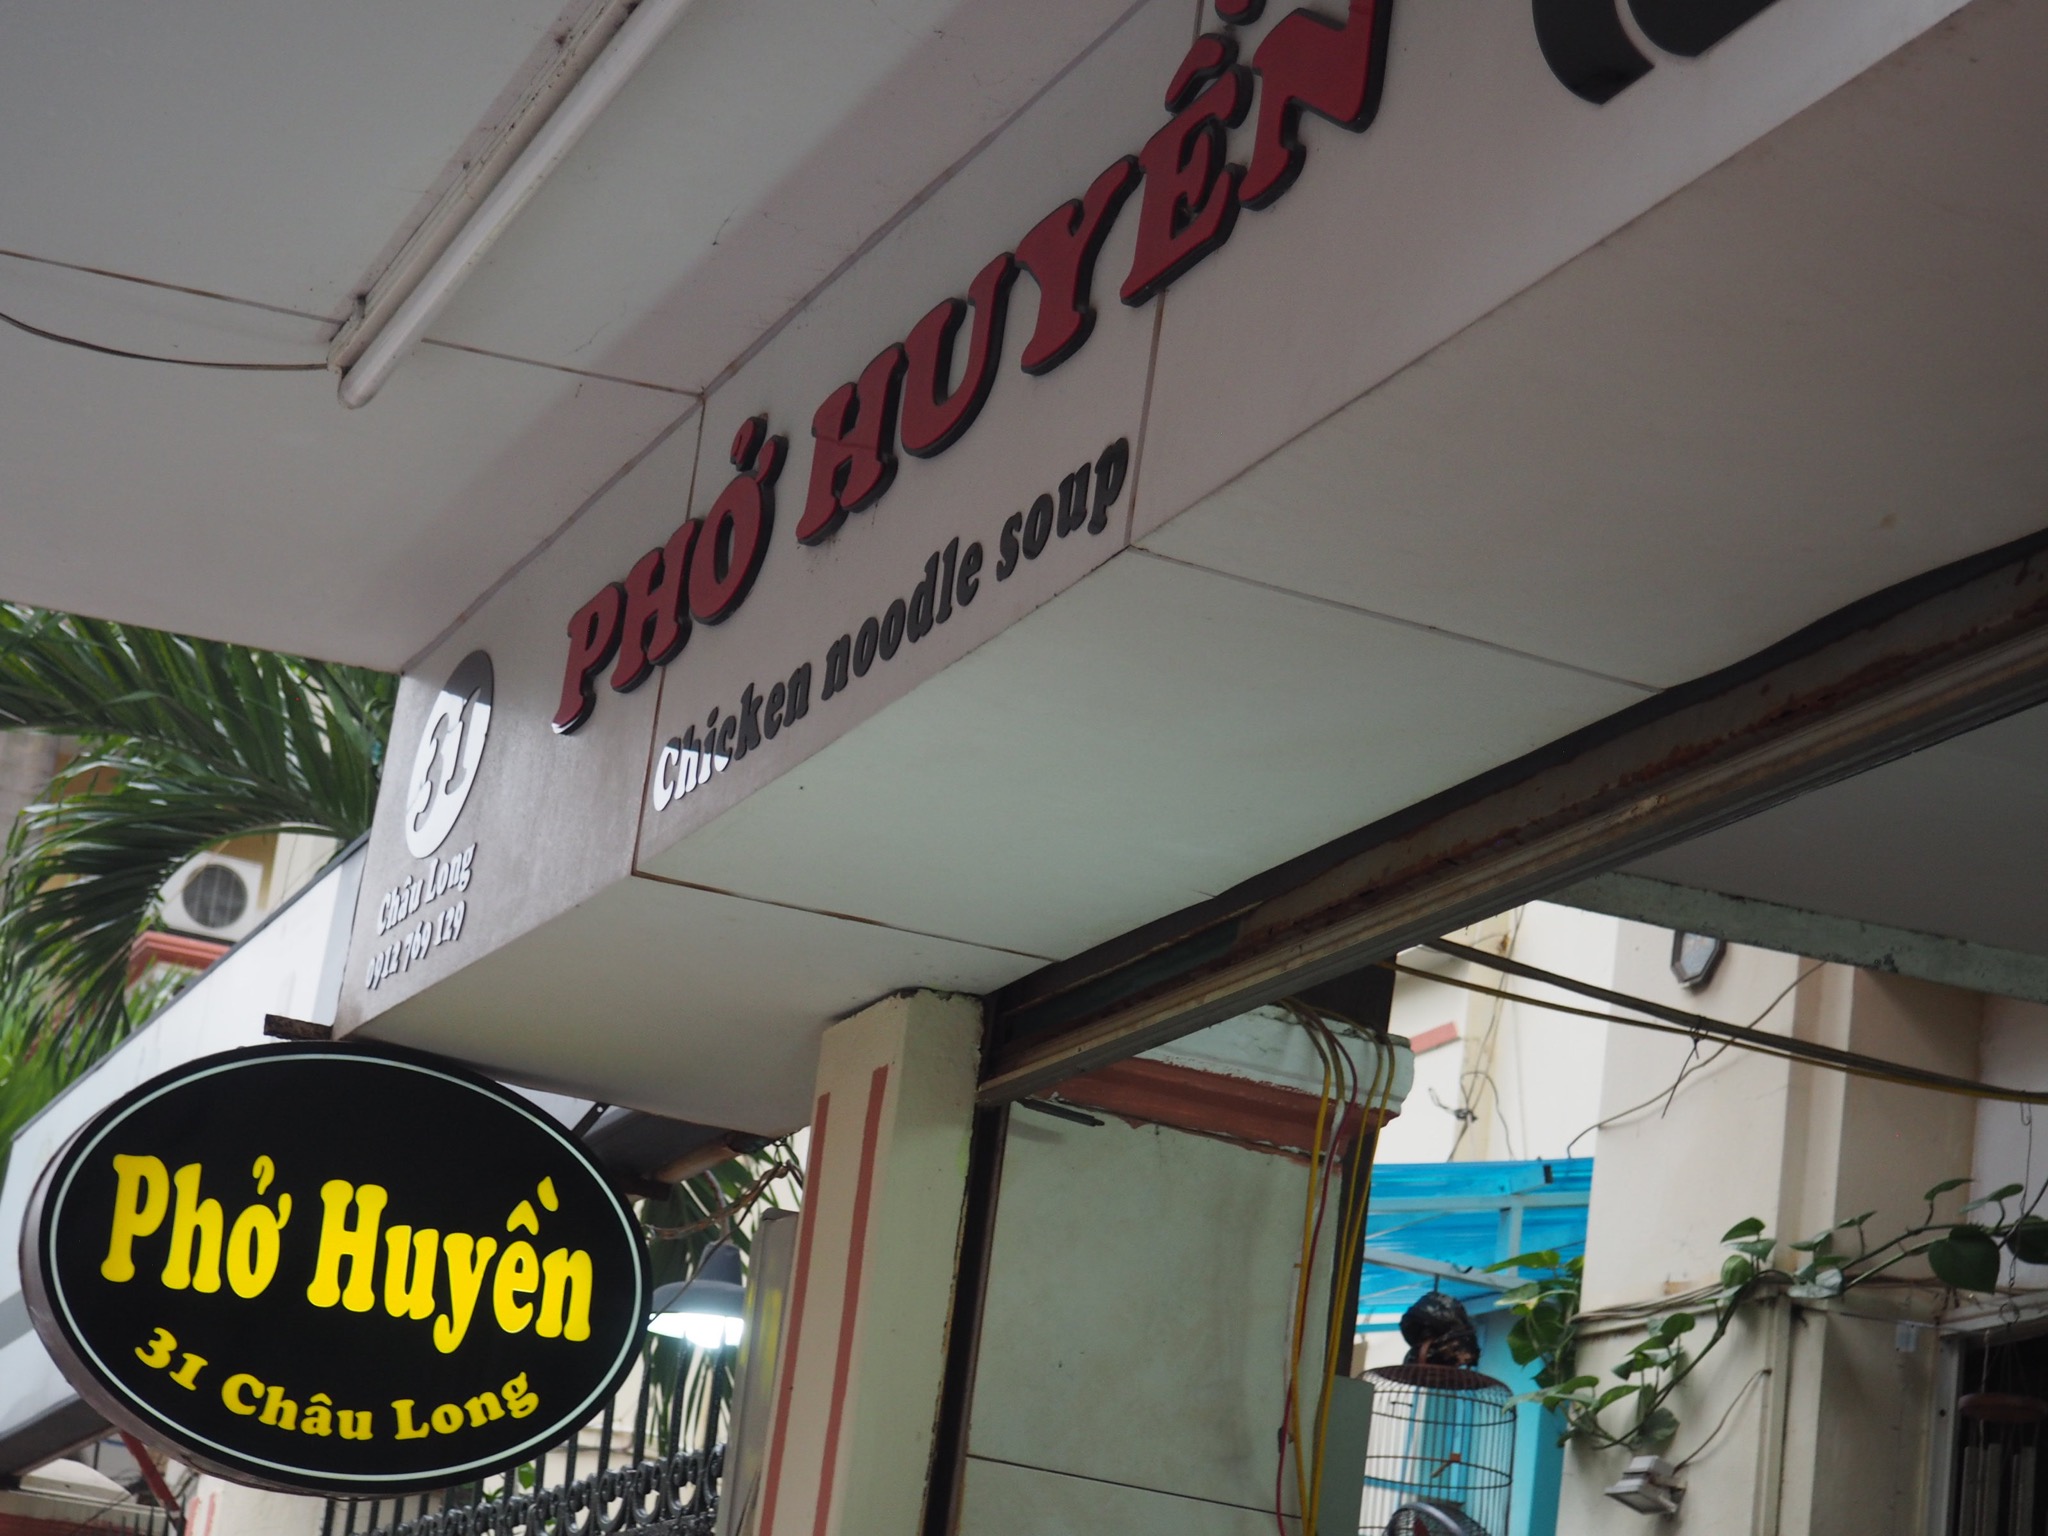 PHỞ HUYỀN
Chicken noodle soup
31
Châu Long
0912 769 129
Phở Huyền
31 Châu Long